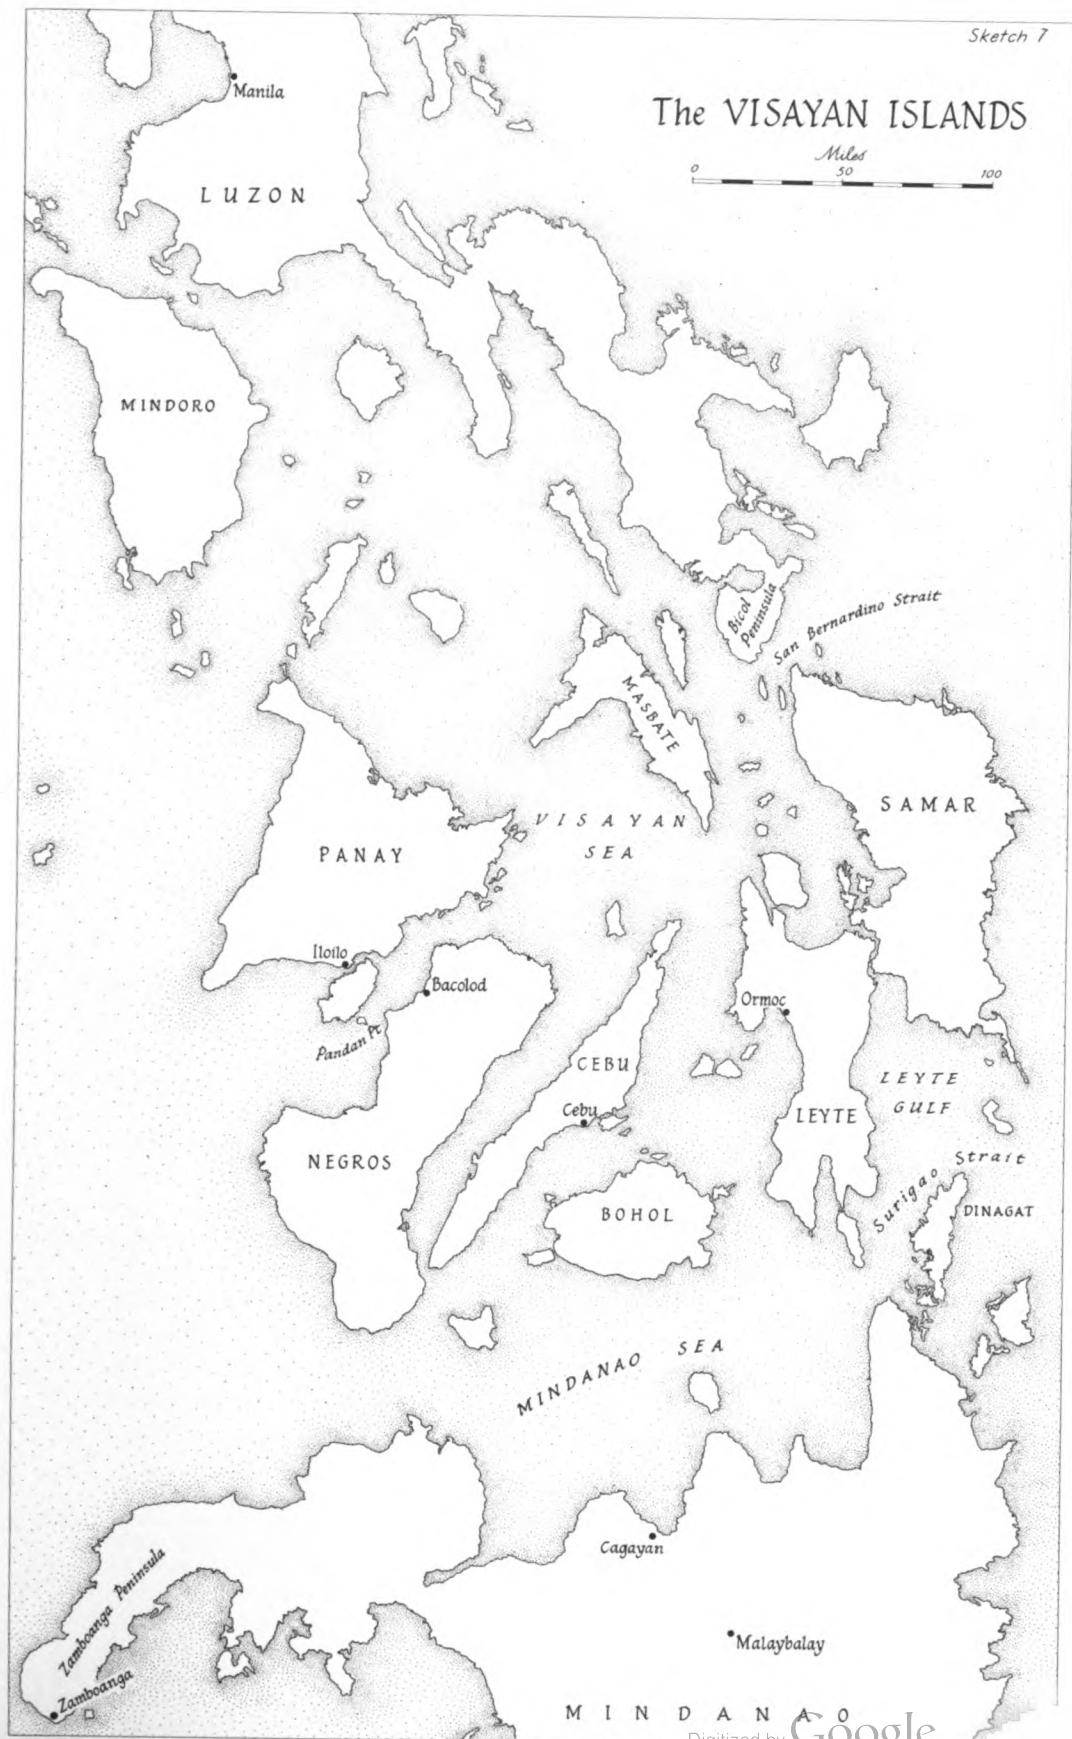 Sketch 7
The VISAYAN ISLANDS
Miles
0 50 100
Manila
LUZON
MINDORO
Bicol
Peninsula
San Bernardino Strait
MASBATE
SAMAR
VISAYAN
SEA
PANAY
Iloilo
Bacolod
Pandan Pt
Ormoc
CEBU
Cebu
LEYTE
GULF
LEYTE
NEGROS
Surigao Strait
DINAGAT
BOHOL
MINDANAO SEA
Cagayan
Zamboanga Peninsula
Zamboanga
Malaybalay
MINDANAO
Digitized by Google